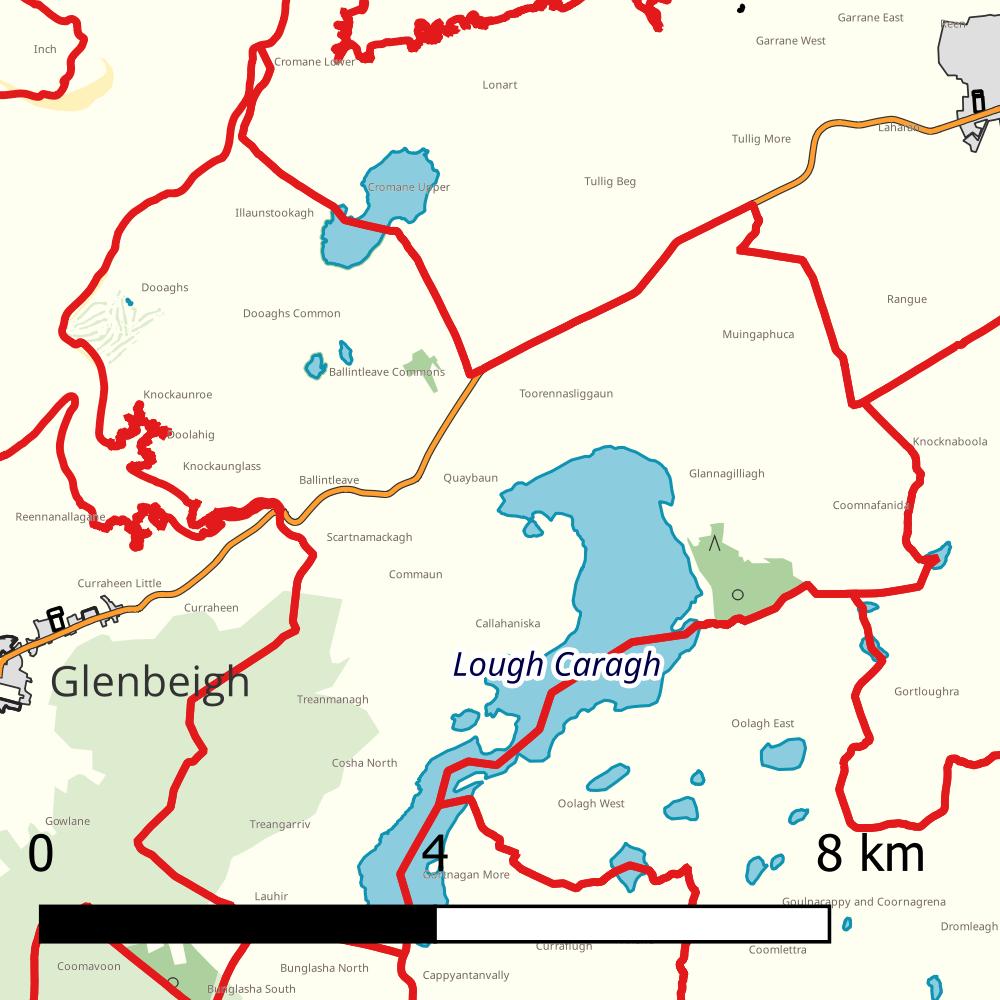 Garrane East
Keen
Garrane West
Inch
Cromane Lower
Lonart
Laharan
Tullig More
Tullig Beg
Cromane Upper
Illaunstookagh
Dooaghs
Rangue
Dooaghs Common
Muingaphuca
Ballintleave Commons
Knockaunroe
Toorennasliggaun
Doolahig
Knocknaboola
Knockaunglass
Glannagilliagh
Ballintleave
Quaybaun
Coomnafanida
Reennanallagane
Scartnamackagh
Commaun
Curraheen Little
Curraheen
Callahaniska
Lough Caragh
Glenbeigh
Gortloughra
Treanmanagh
Oolagh East
Cosha North
Oolagh West
Gowlane
Treangarriv
0 4 8 km
Gortnagan More
Lauhir
Goulnacappy and Coornagrena
Dromleagh
Curraflugh
Coomlettra
Coomavoon
Bunglasha North
Cappyantanvally
Bunglasha South